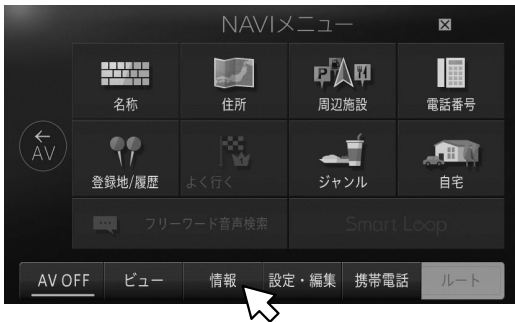 NAVIメニュー
名称
住所
周辺施設
電話番号
← AV
登録地/履歴
よく行く
ジャンル
自宅
フリーワード音声検索
Smart Loop
AV OFF
ビュー
情報
設定・編集
携帯電話
ルート